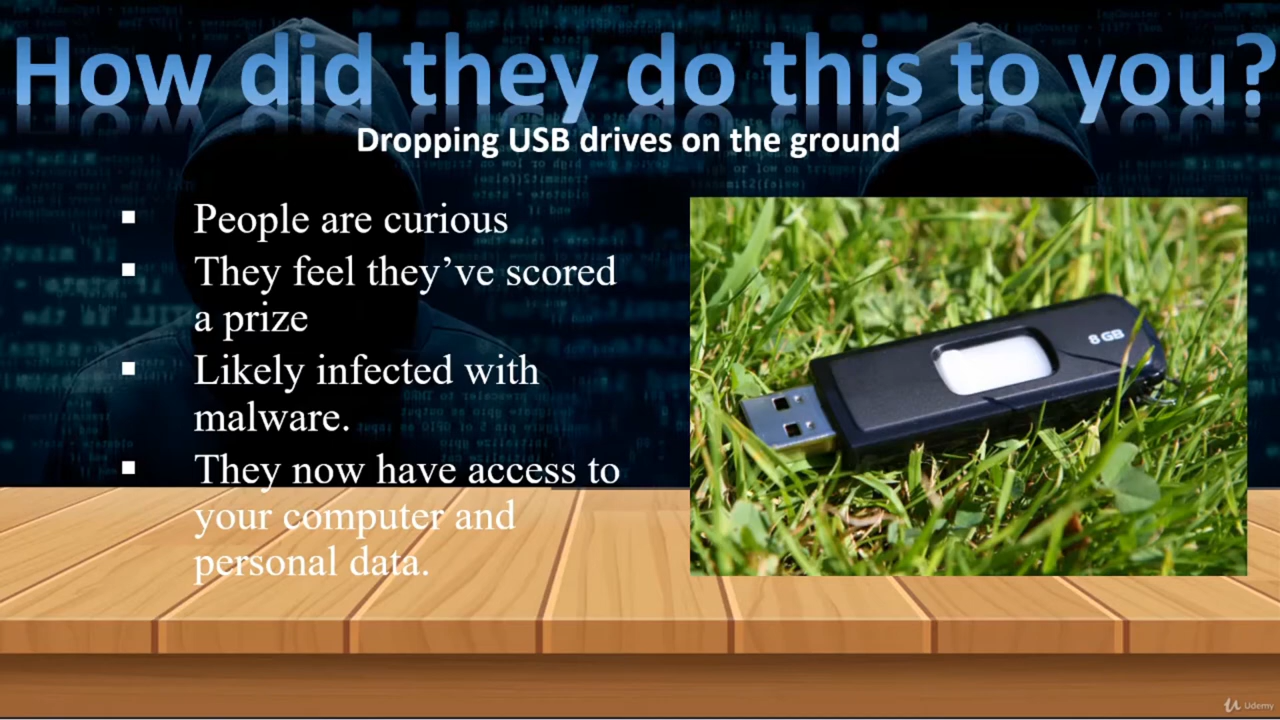 How did they do this to you?
Dropping USB drives on the ground
▪ People are curious
▪ They feel they’ve scored
a prize
▪ Likely infected with
malware.
▪ They now have access to
your computer and
personal data.
8 GB
Udemy